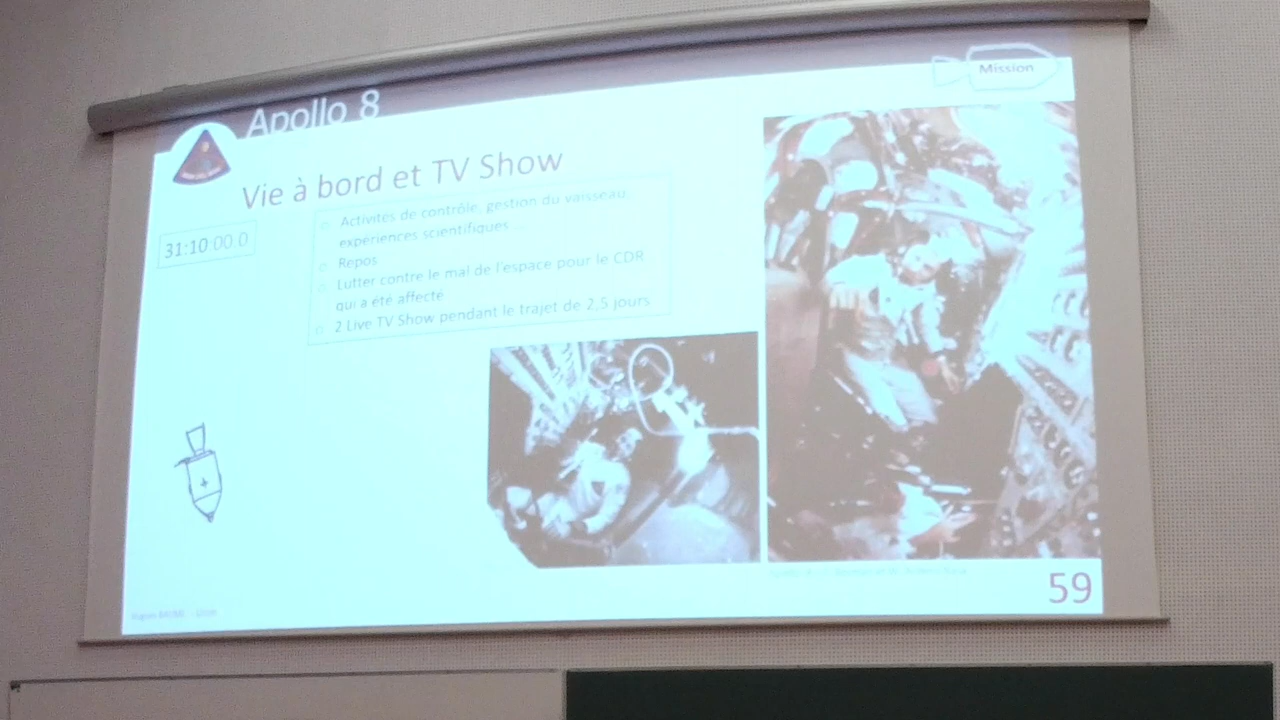 Apollo 8
Mission
Vie à bord et TV Show
31:10:00.0
Activités de contrôle, gestion du vaisseau,
expériences scientifiques...
Repos
Lutter contre le mal de l'espace pour le CDR
qui a été affecté
2 Live TV Show pendant le trajet de 2,5 jours
59